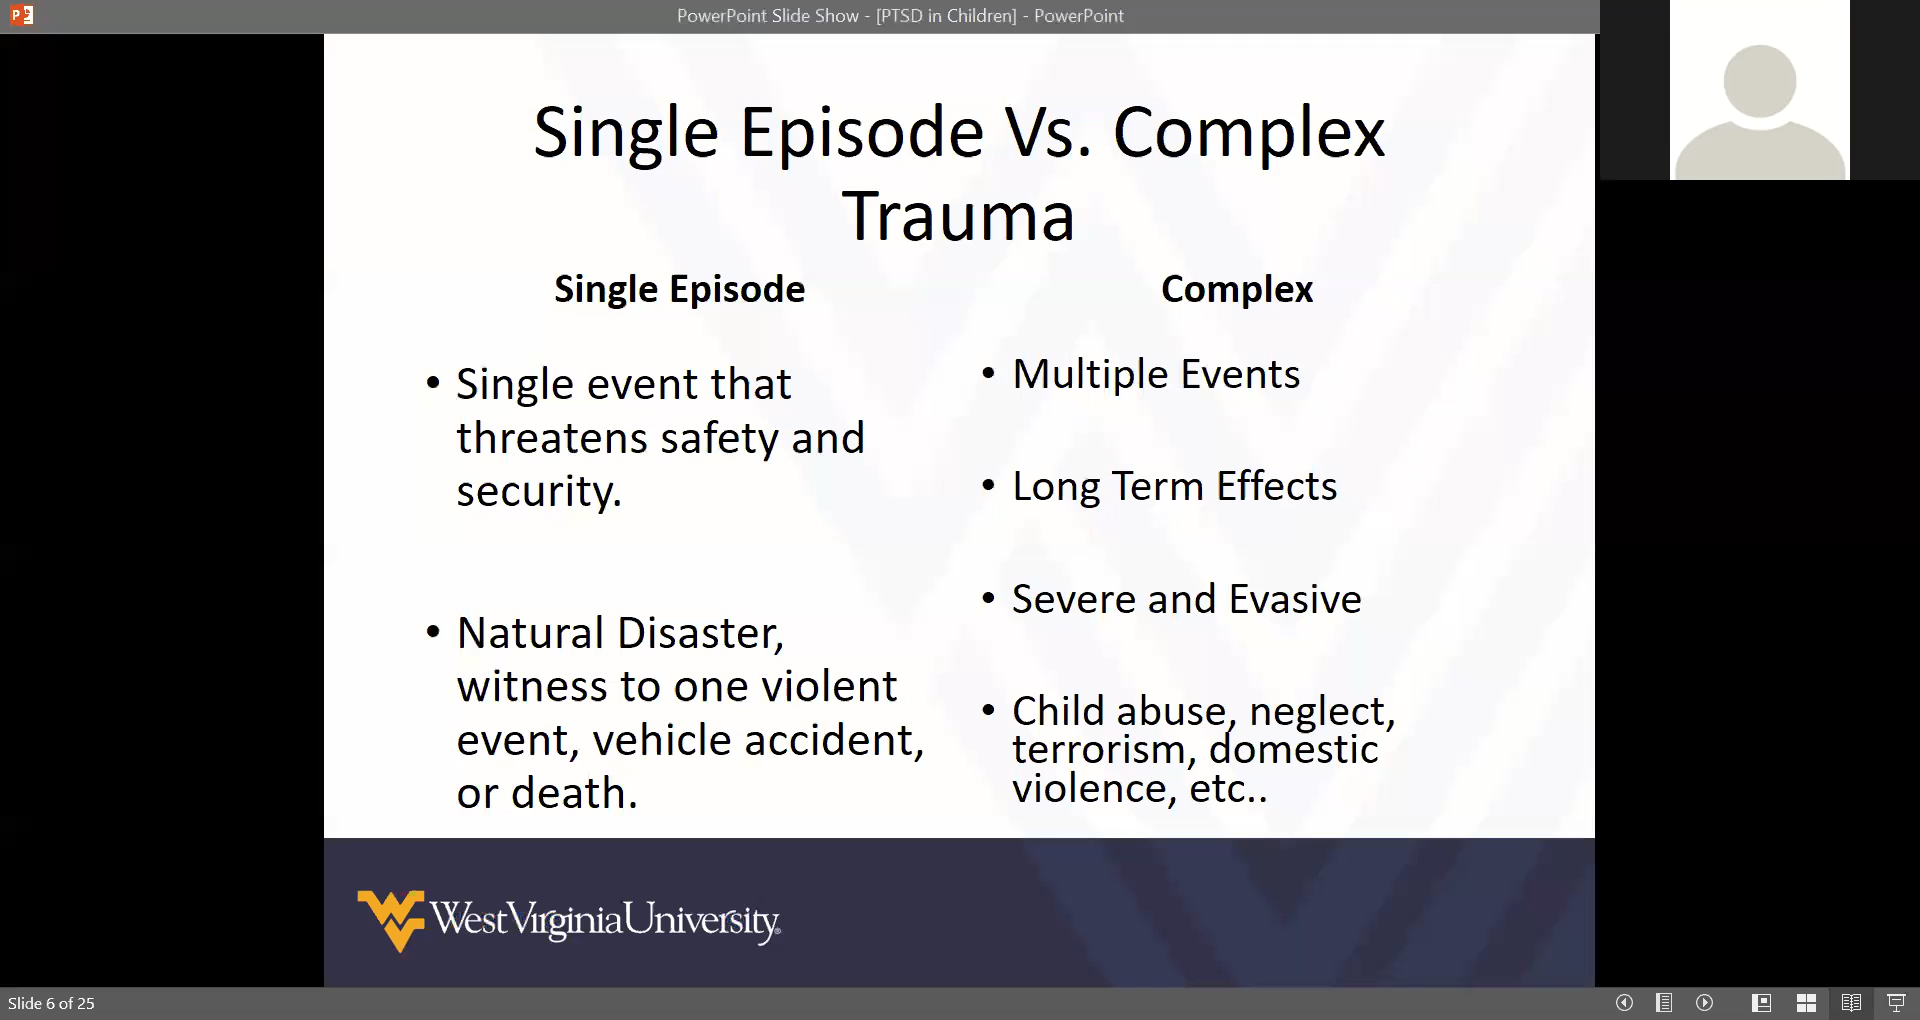 PowerPoint Slide Show - [PTSD in Children] - PowerPoint
Single Episode Vs. Complex
Trauma
Single Episode
• Single event that
threatens safety and
security.
• Natural Disaster,
witness to one violent
event, vehicle accident,
or death.
Complex
• Multiple Events
• Long Term Effects
• Severe and Evasive
• Child abuse, neglect,
terrorism, domestic
violence, etc..
WestVirginiaUniversity®
Slide 6 of 25